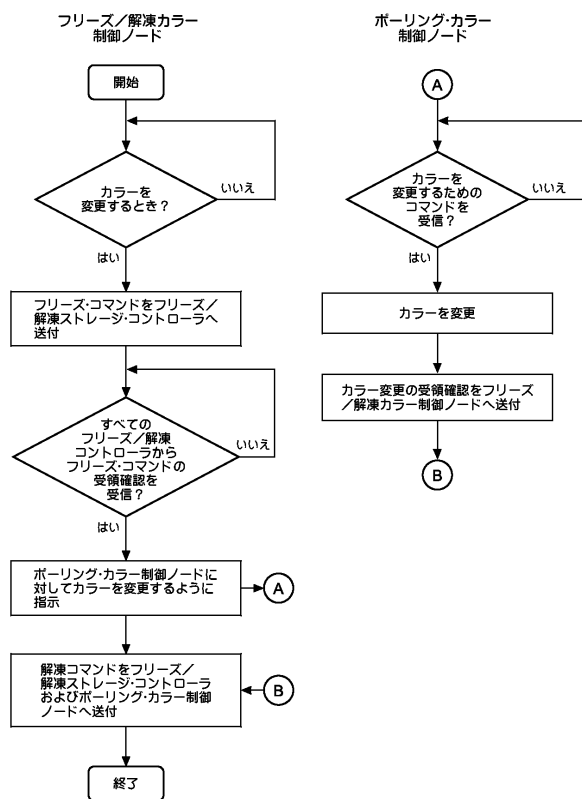 フリーズ／解凍カラー
制御ノード
開始
カラーを
変更するとき？
いいえ
はい
フリーズ・コマンドをフリーズ／
解凍ストレージ・コントローラへ
送付
すべての
フリーズ／解凍
コントローラから
フリーズ・コマンドの
受領確認を
受信？
いいえ
はい
ポーリング・カラー制御ノードに
対してカラーを変更するように
指示
A
解凍コマンドをフリーズ／
解凍ストレージ・コントローラ
およびポーリング・カラー制御
ノードへ送付
B
終了
ポーリング・カラー
制御ノード
A
カラーを
変更するための
コマンドを
受信？
いいえ
はい
カラーを変更
カラー変更の受領確認をフリーズ
／解凍カラー制御ノードへ送付
B